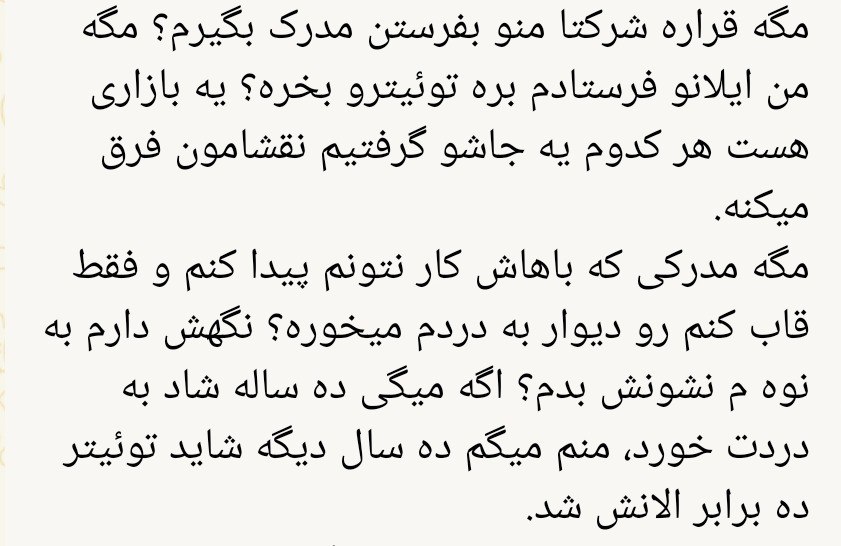 مگه قراره شرکتا منو بفرستن مدرک بگیرم؟ مگه
من ایلانو فرستادم بره توئیترو بخره؟ یه بازاری
هست هر کدوم یه جاشو گرفتیم نقشامون فرق
میکنه.
مگه مدرکی که باهاش کار نتونم پیدا کنم و فقط
قاب کنم رو دیوار به دردم میخوره؟ نگهش دارم به
نوه م نشونش بدم؟ اگه میگی ده ساله شاد به
دردت خورد، منم میگم ده سال دیگه شاید توئیتر
ده برابر الانش شد.